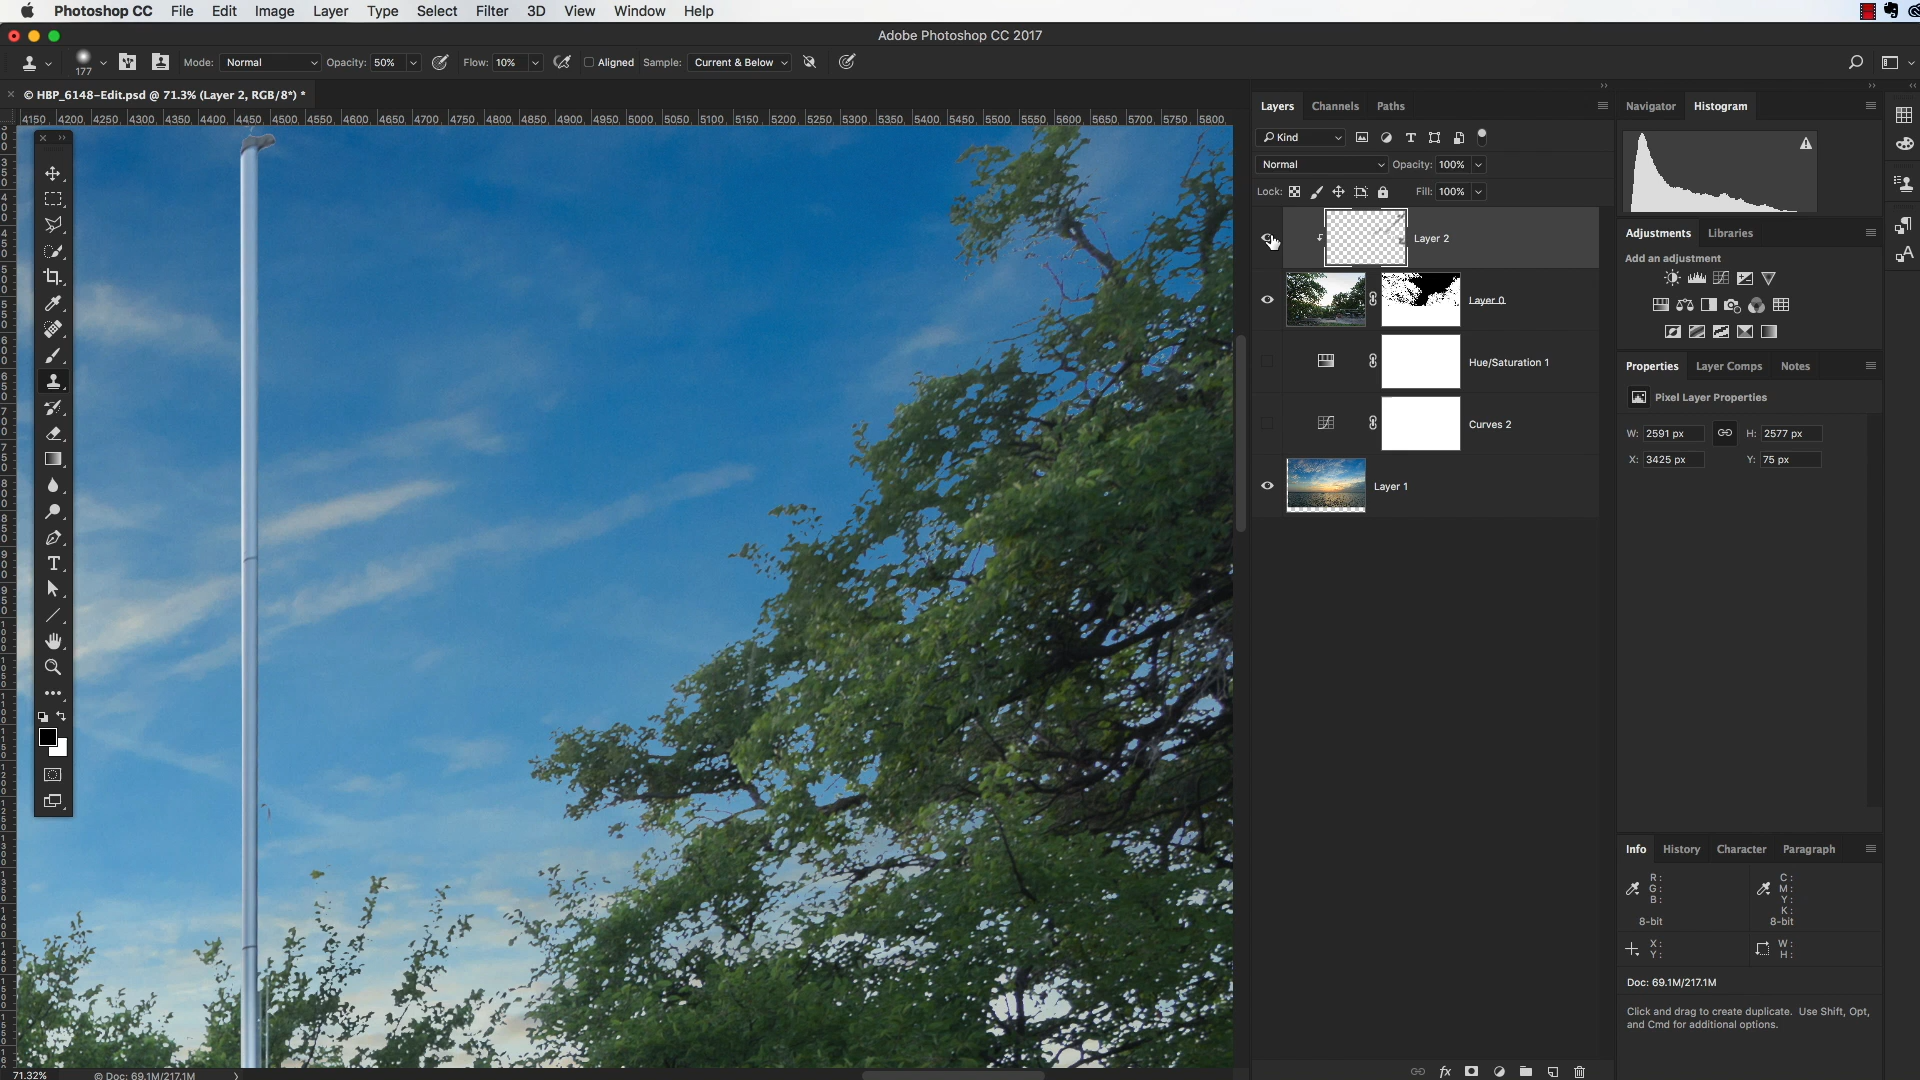 Photoshop CC File Edit Image Layer Type Select Filter 3D View Window Help
Adobe Photoshop CC 2017
177 Mode: Normal Opacity: 50% Flow: 10% Aligned Sample: Current & Below
× © HBP_6148-Edit.psd @ 71.3% (Layer 2, RGB/8*) *
4150 4200 4250 4300 4350 4400 4450 4500 4550 4600 4650 4700 4750 4800 4850 4900 4950 5000 5050 5100 5150 5200 5250 5300 5350 5400 5450 5500 5550 5600 5650 5700 5750 5800
Layers Channels Paths
Kind
Normal Opacity: 100%
Lock: Fill: 100%
Layer 2
Layer 0
Hue/Saturation 1
Curves 2
Layer 1
Navigator Histogram
Adjustments Libraries
Add an adjustment
Properties Layer Comps Notes
Pixel Layer Properties
W: 2591 px H: 2577 px
X: 3425 px Y: 75 px
Info History Character Paragraph
R: C:
G: M:
B: Y:
K:
8-bit 8-bit
X: W:
Y: H:
Doc: 69.1M/217.1M
Click and drag to create duplicate. Use Shift, Opt,
and Cmd for additional options.
71.32% © Doc: 69.1M/217.1M